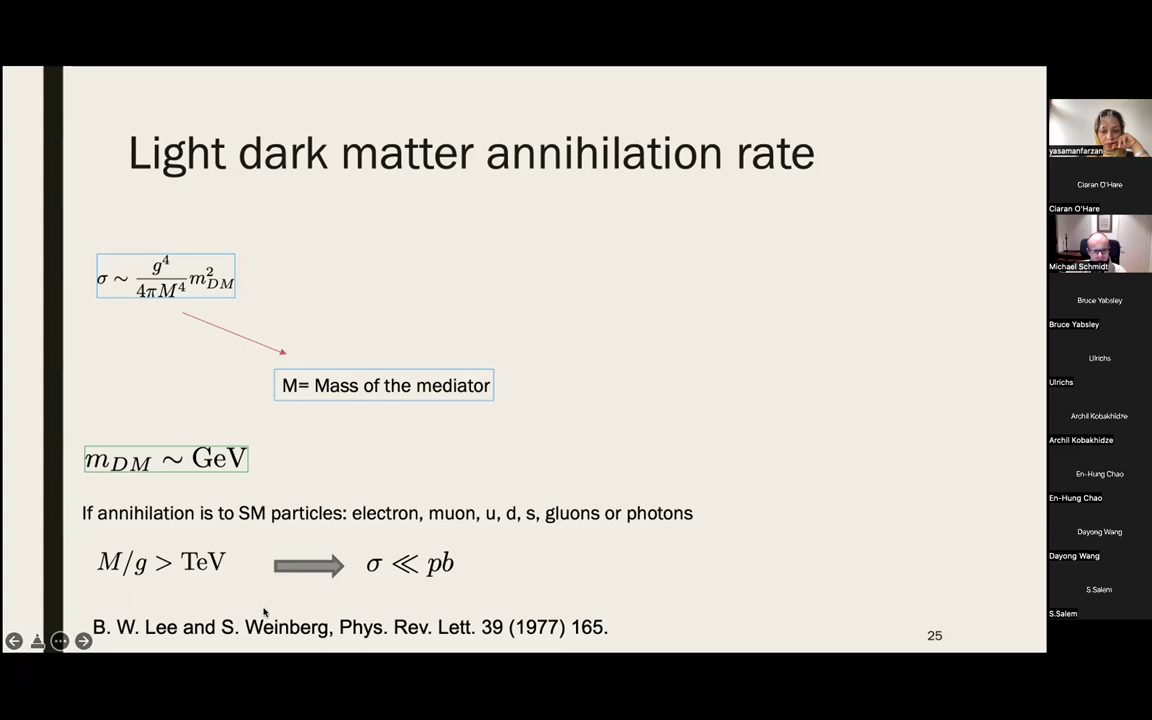 Light dark matter annihilation rate
σ ∼ g⁴/4πM⁴ m²_DM
M= Mass of the mediator
m_DM ∼ GeV
If annihilation is to SM particles: electron, muon, u, d, s, gluons or photons
M/g > TeV
σ ≪ pb
B. W. Lee and S. Weinberg, Phys. Rev. Lett. 39 (1977) 165.
25
yasamanfarzan
Ciaran O'Hare
Ciaran O'Hare
Michael Schmidt
Bruce Yabsley
Bruce Yabsley
Ulrichs
Ulrichs
Archil Kobakhidze
Archil Kobakhidze
En-Hung Chao
En-Hung Chao
Dayong Wang
Dayong Wang
S.Salem
S.Salem